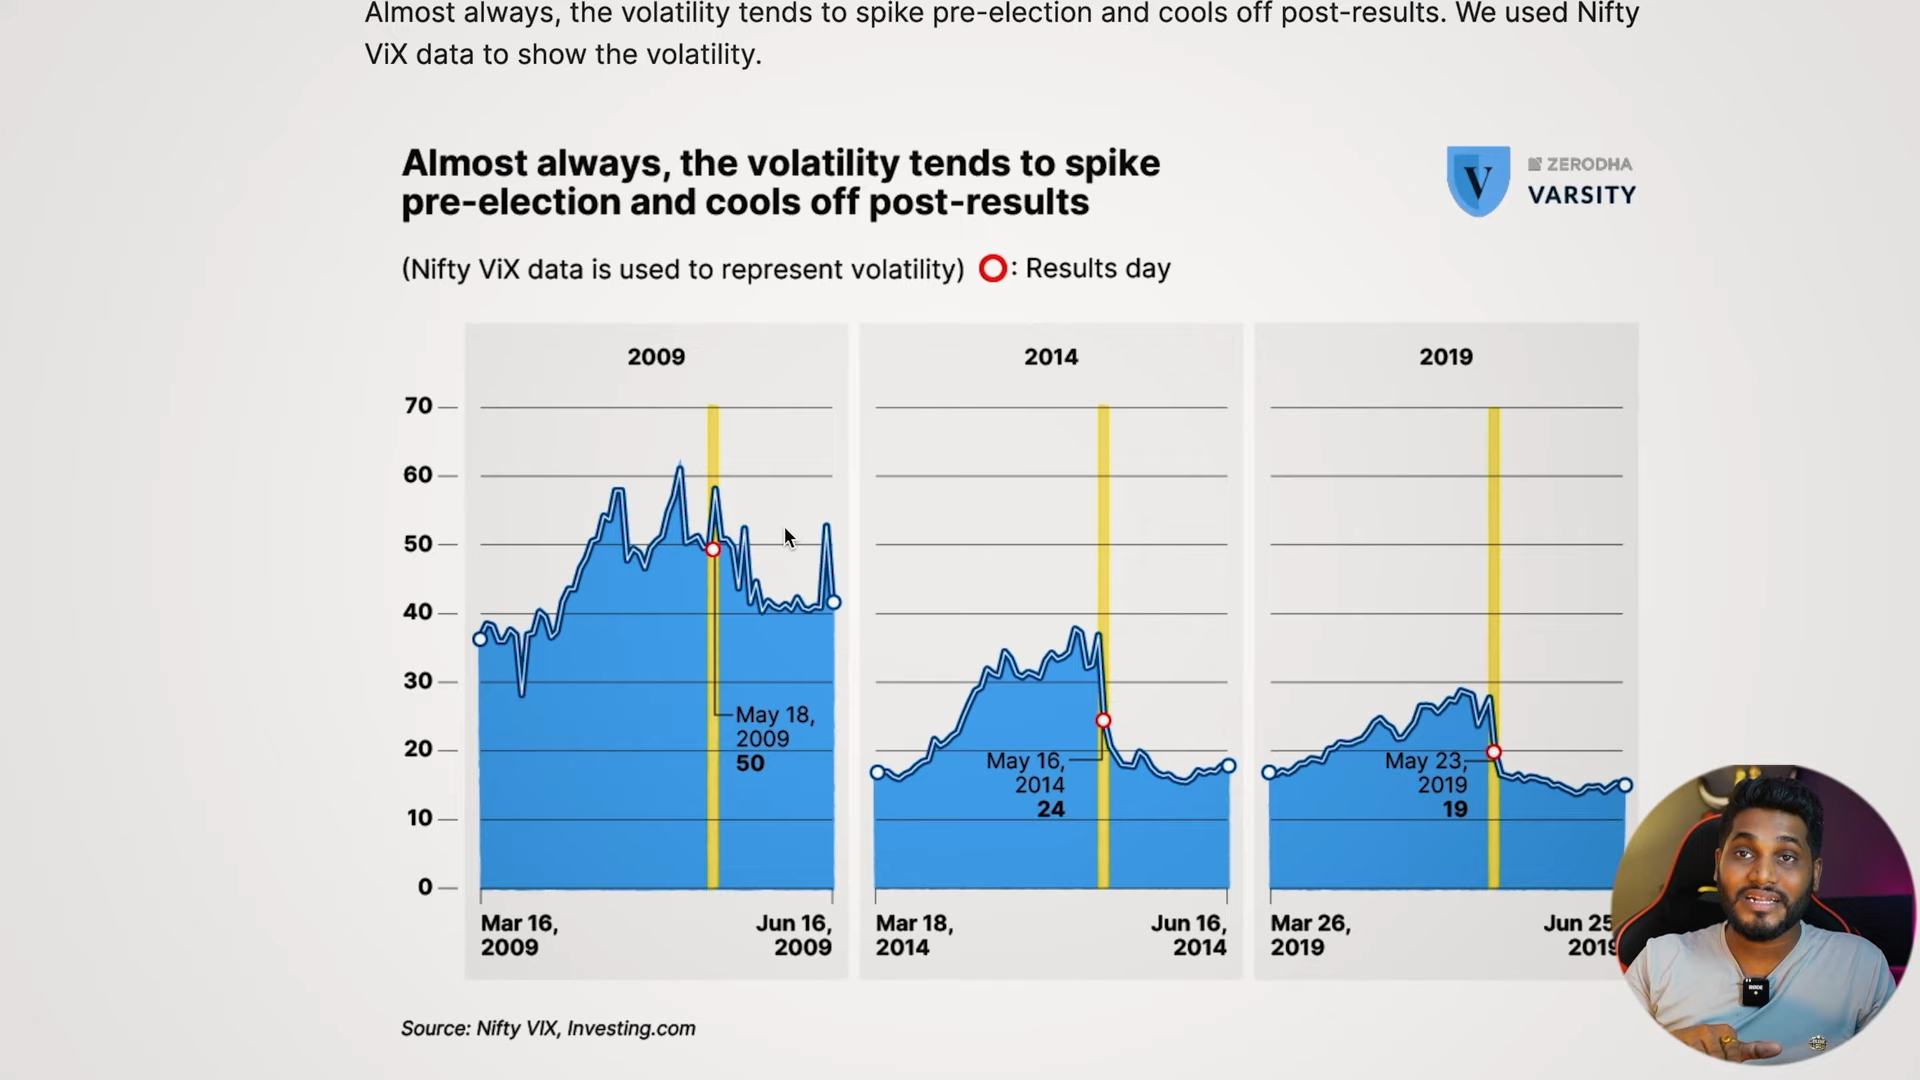 Almost always, the volatility tends to spike pre-election and cools off post-results. We used Nifty
ViX data to show the volatility.
Almost always, the volatility tends to spike
pre-election and cools off post-results
ZERODHA
V
VARSITY
(Nifty ViX data is used to represent volatility) : Results day
2009
2014
2019
70
60
50
40
30
20
10
0
May 18,
2009
50
May 16,
2014
24
May 23,
2019
19
Mar 16,
2009
Jun 16,
2009
Mar 18,
2014
Jun 16,
2014
Mar 26,
2019
Jun 25
2019
Source: Nifty VIX, Investing.com
RODE